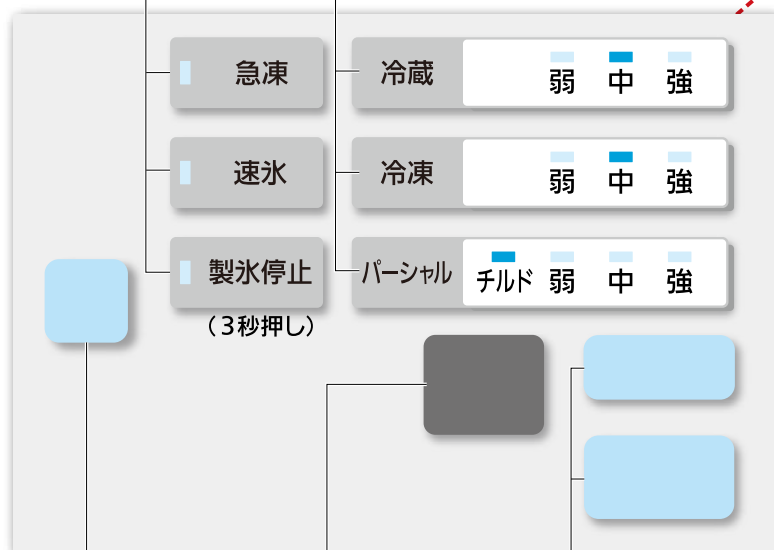 急凍
冷蔵 弱 中 強
速氷
冷凍 弱 中 強
製氷停止
(3秒押し)
パーシャル チルド 弱 中 強